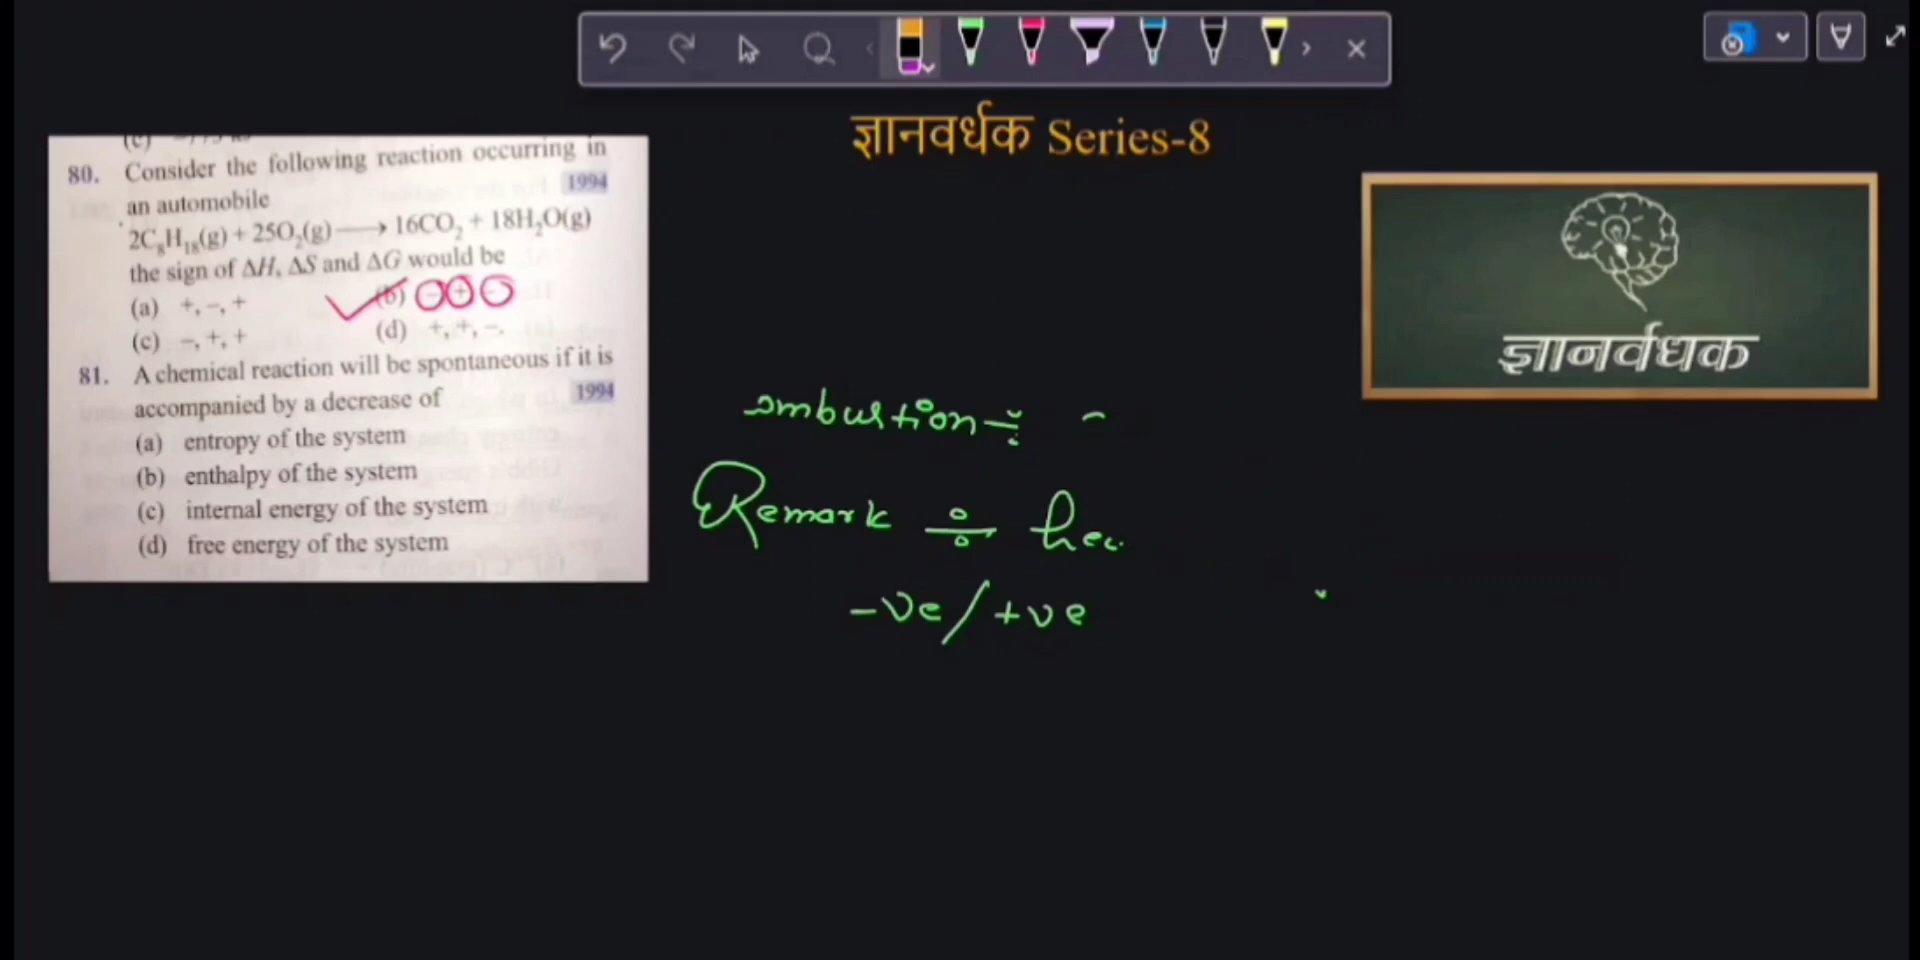 ज्ञानवर्धक Series-8
80. Consider the following reaction occurring in
an automobile 1994
2C₈H₁₈(g) + 25O₂(g) ⟶ 16CO₂ + 18H₂O(g)
the sign of ΔH, ΔS and ΔG would be
(a) +, –, + (b) –, +, –
(c) –, +, + (d) +, +, –.
81. A chemical reaction will be spontaneous if it is
accompanied by a decrease of 1994
(a) entropy of the system
(b) enthalpy of the system
(c) internal energy of the system
(d) free energy of the system
ज्ञानर्वधक
ombustion
Remark ÷
-ve/+ve